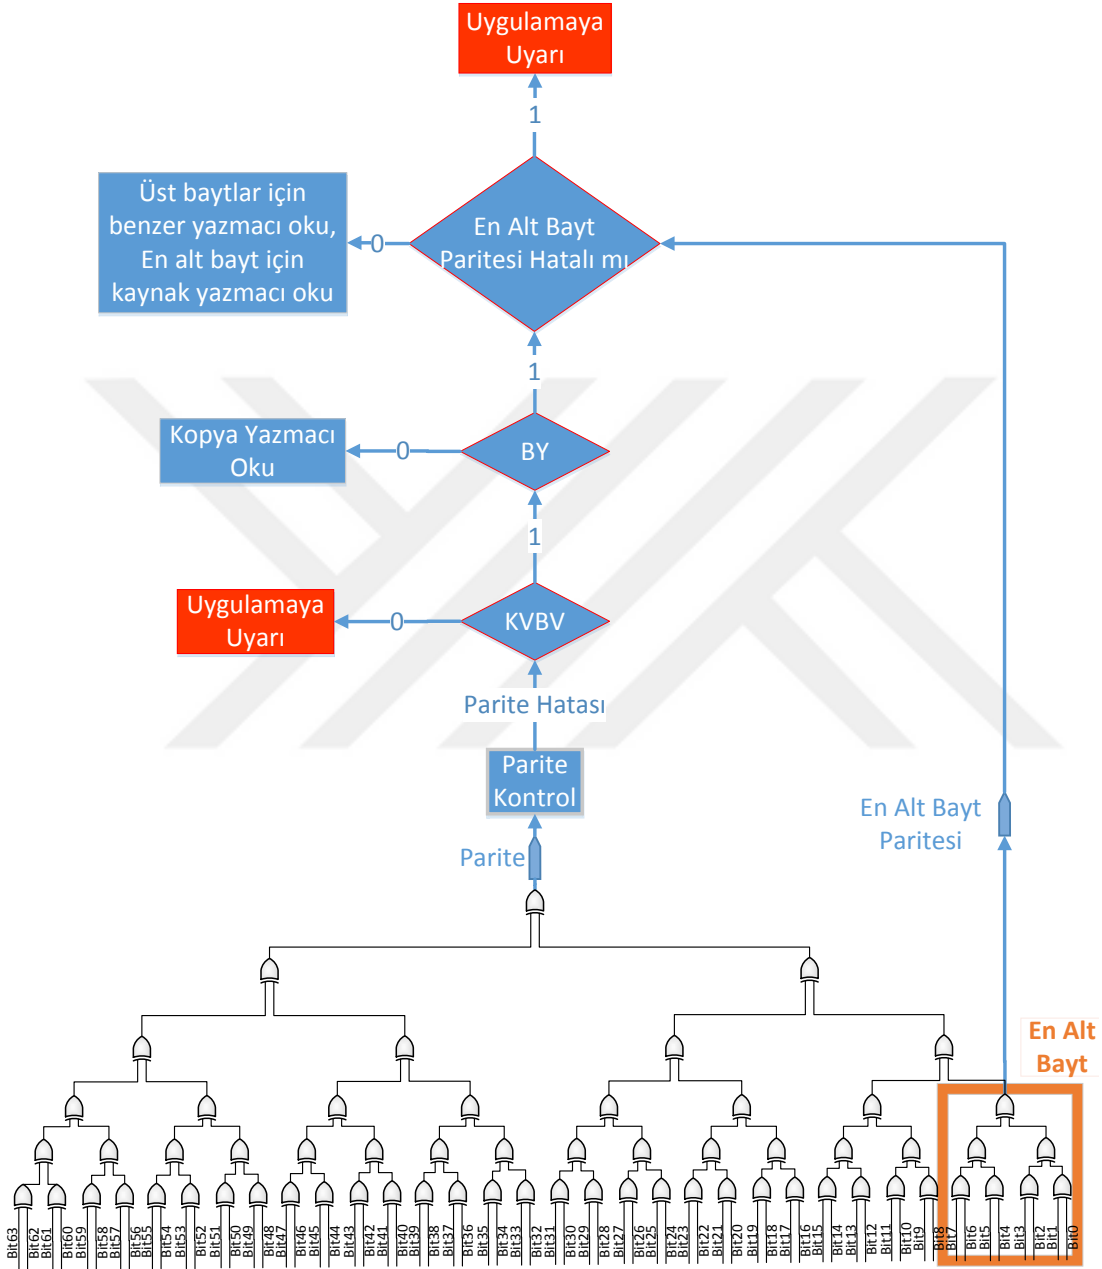 Uygulamaya
Uyarı
1
Üst baytlar için
benzer yazmacı oku,
En alt bayt için
kaynak yazmacı oku
0
En Alt Bayt
Paritesi Hatalı mı
1
Kopya Yazmacı
Oku
0
BY
1
Uygulamaya
Uyarı
0
KVBV
Parite Hatası
Parite
Kontrol
En Alt Bayt
Paritesi
Parite
En Alt
Bayt
Bit63
Bit62
Bit61
Bit60
Bit59
Bit58
Bit57
Bit56
Bit55
Bit54
Bit53
Bit52
Bit51
Bit50
Bit49
Bit48
Bit47
Bit46
Bit45
Bit44
Bit43
Bit42
Bit41
Bit40
Bit39
Bit38
Bit37
Bit36
Bit35
Bit34
Bit33
Bit32
Bit31
Bit30
Bit29
Bit28
Bit27
Bit26
Bit25
Bit24
Bit23
Bit22
Bit21
Bit20
Bit19
Bit18
Bit17
Bit16
Bit15
Bit14
Bit13
Bit12
Bit11
Bit10
Bit9
Bit8
Bit7
Bit6
Bit5
Bit4
Bit3
Bit2
Bit1
Bit0